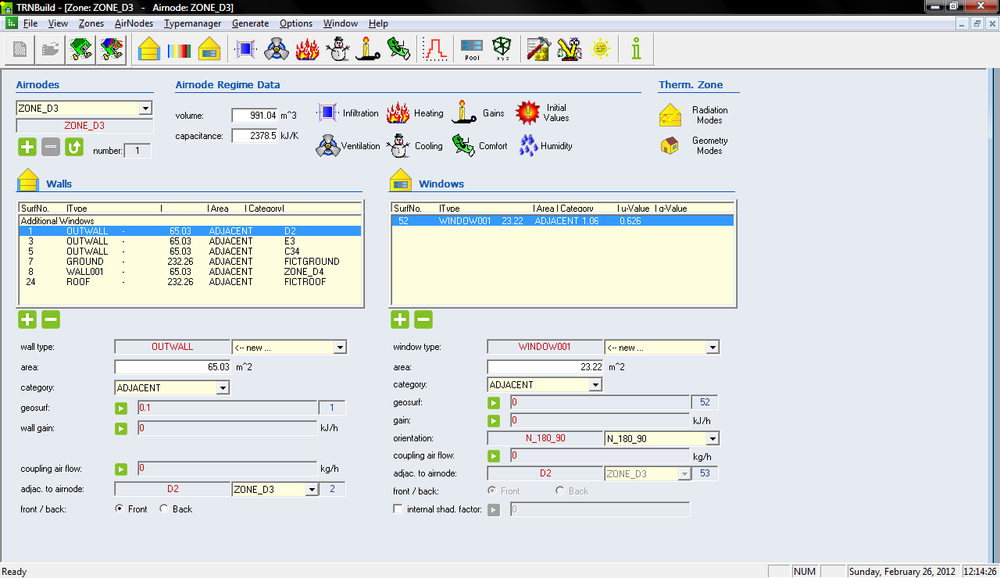 TRNBuild - [Zone: ZONE_D3 - Airnode: ZONE_D3]
File View Zones AirNodes Typemanager Generate Options Window Help
Pool
x y z
Airnodes
ZONE_D3
ZONE_D3
number: 1
Airnode Regime Data
volume: 991.04 m^3
capacitance: 2378.5 kJ/K
Infiltration Heating Gains Initial Values
Ventilation Cooling Comfort Humidity
Therm. Zone
Radiation Modes
Geometry Modes
Walls
SurfNo. |Type | | Area | Category|
Additional Windows
1 OUTWALL - 65.03 ADJACENT D2
3 OUTWALL - 65.03 ADJACENT E3
5 OUTWALL - 65.03 ADJACENT C34
7 GROUND - 232.26 ADJACENT FICTGROUND
8 WALL001 - 65.03 ADJACENT ZONE_D4
24 ROOF - 232.26 ADJACENT FICTROOF
wall type: OUTWALL <-- new ...
area: 65.03 m^2
category: ADJACENT
geosurf: 0.1 1
wall gain: 0 kJ/h
coupling air flow: 0 kg/h
adjac. to airnode: D2 ZONE_D3 2
front / back: Front Back
Windows
SurfNo. |Type | Area | Category | u-Value | g-Value
52 WINDOW001 23.22 ADJACENT 1.06 0.626
window type: WINDOW001 <-- new ...
area: 23.22 m^2
category: ADJACENT
geosurf: 0 52
gain: 0 kJ/h
orientation: N_180_90 N_180_90
coupling air flow: 0 kg/h
adjac. to airnode: D2 ZONE_D3 53
front / back: Front Back
internal shad. factor: 0
Ready NUM Sunday, February 26, 2012 12:14:26